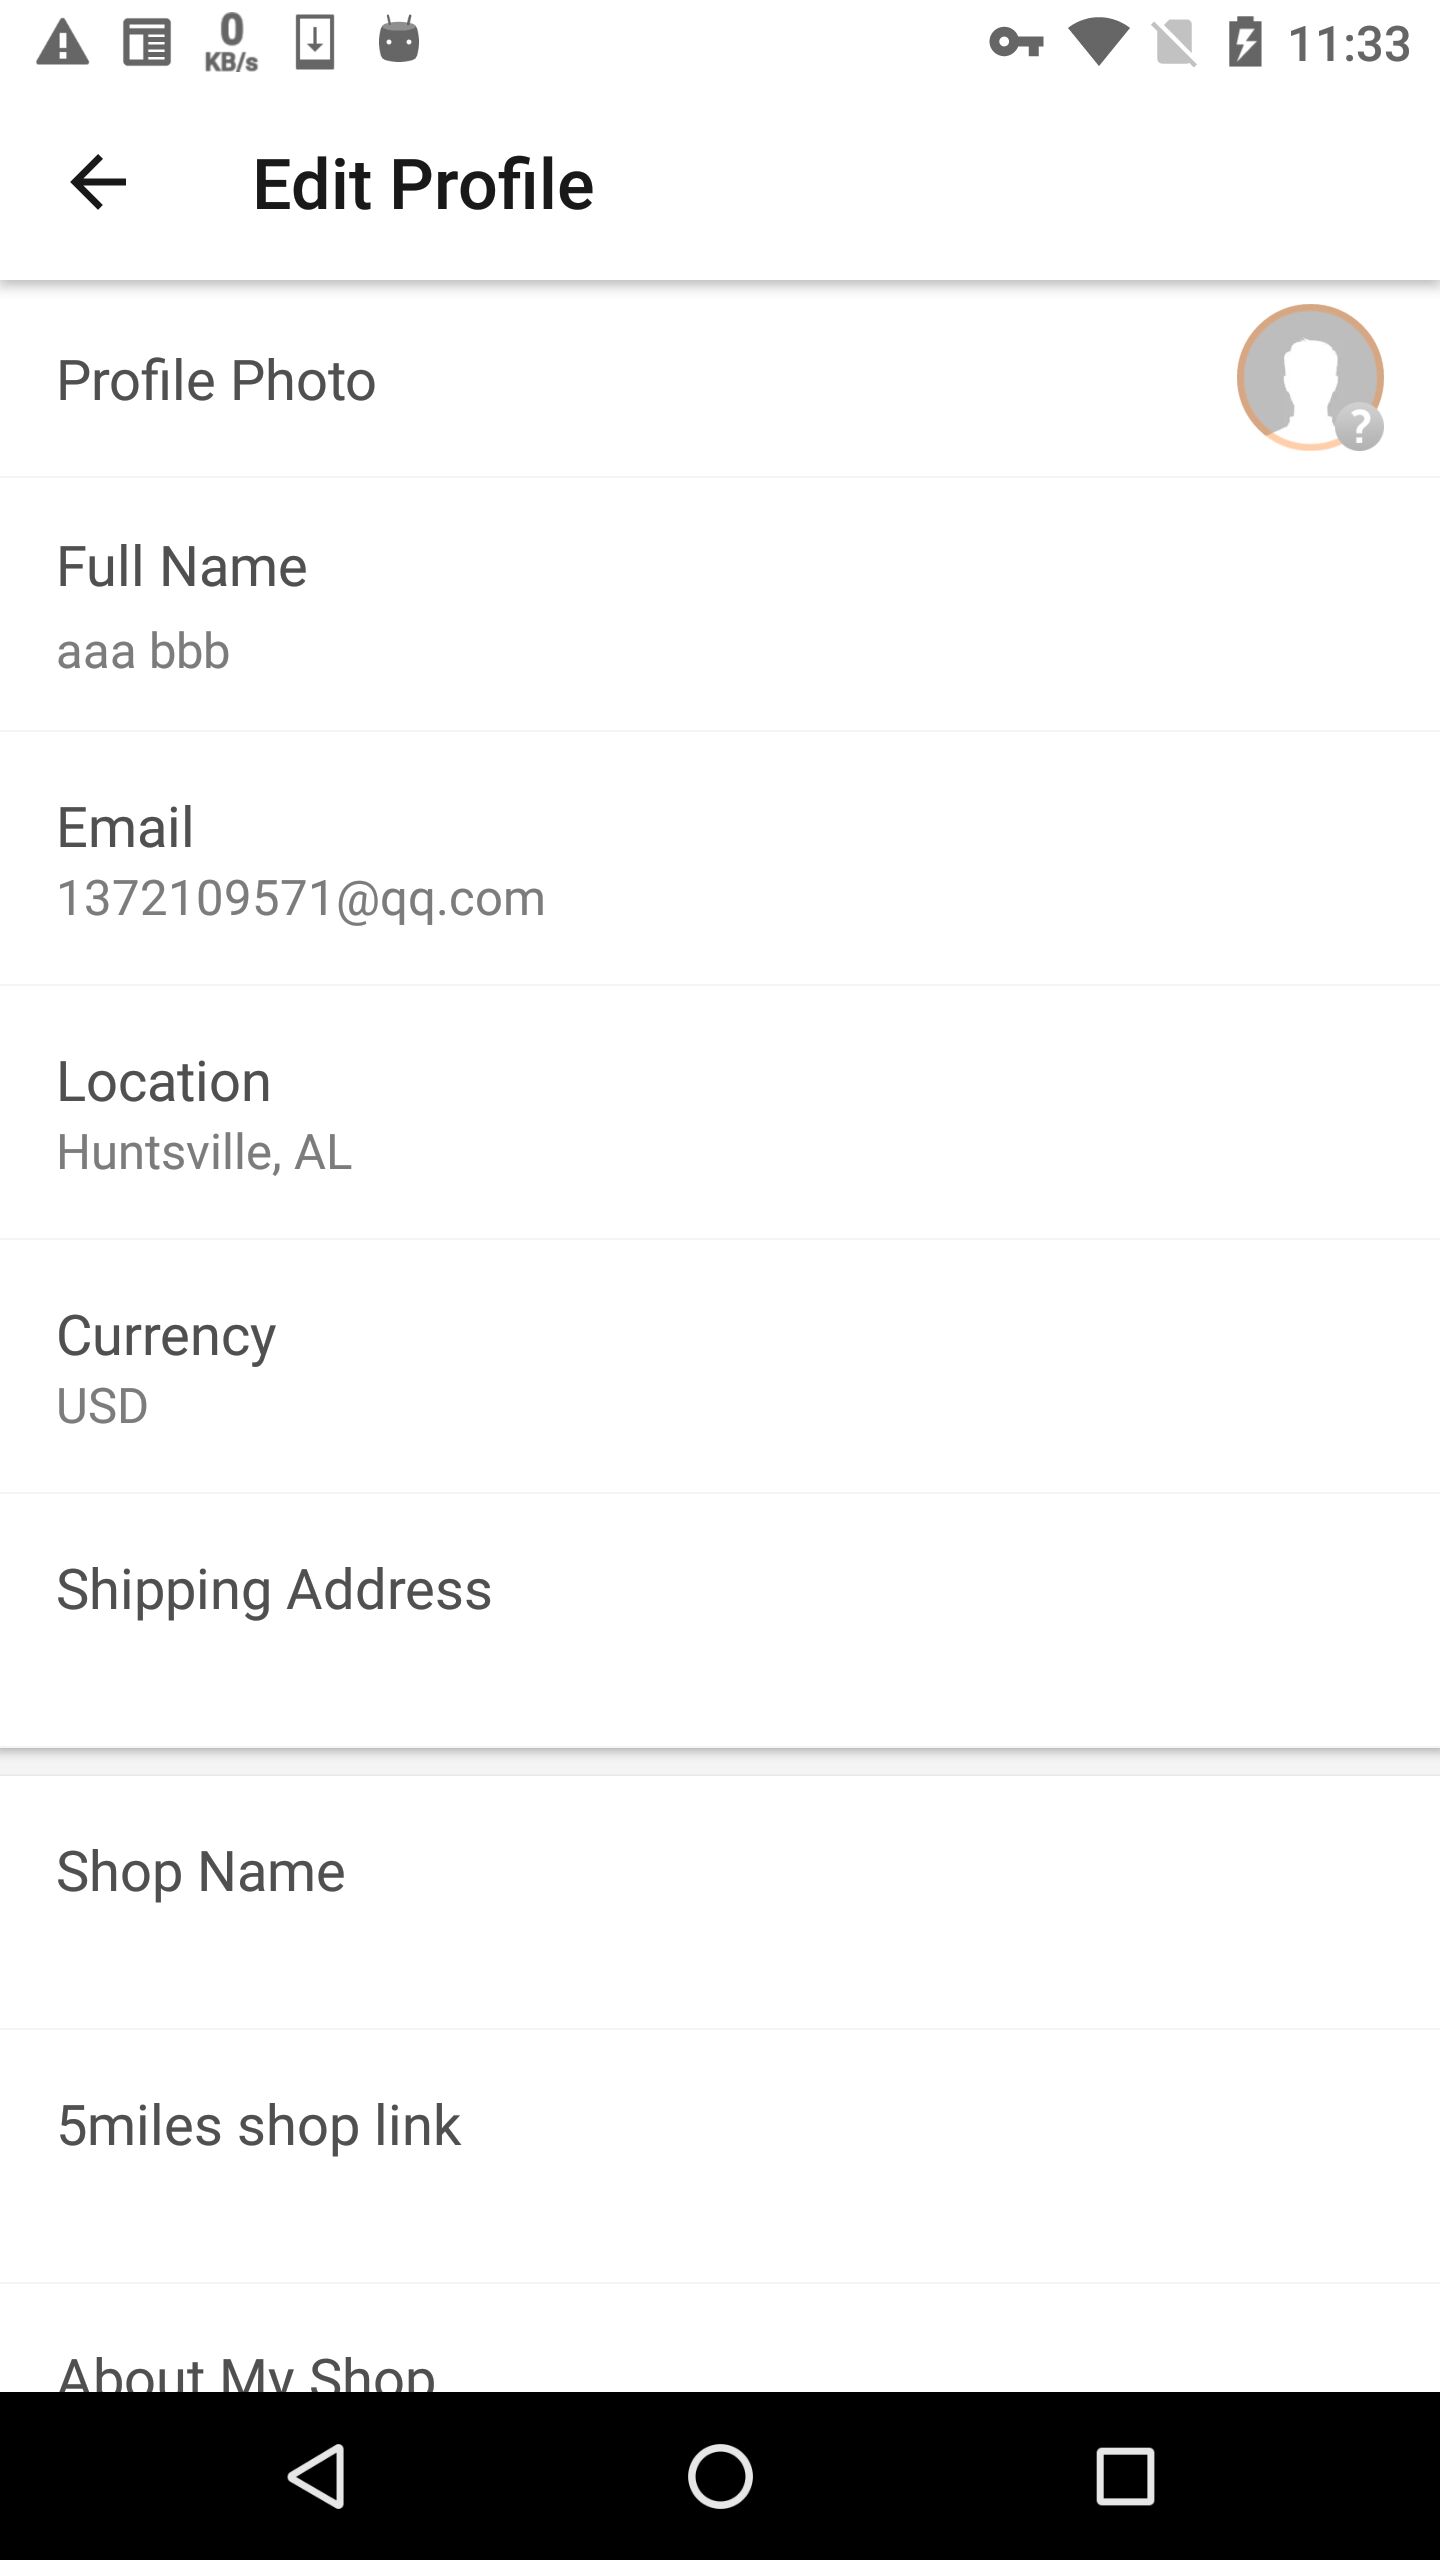 0
KB/s
11:33
Edit Profile
Profile Photo
?
Full Name
aaa bbb
Email
1372109571@qq.com
Location
Huntsville, AL
Currency
USD
Shipping Address
Shop Name
5miles shop link
About My Shop